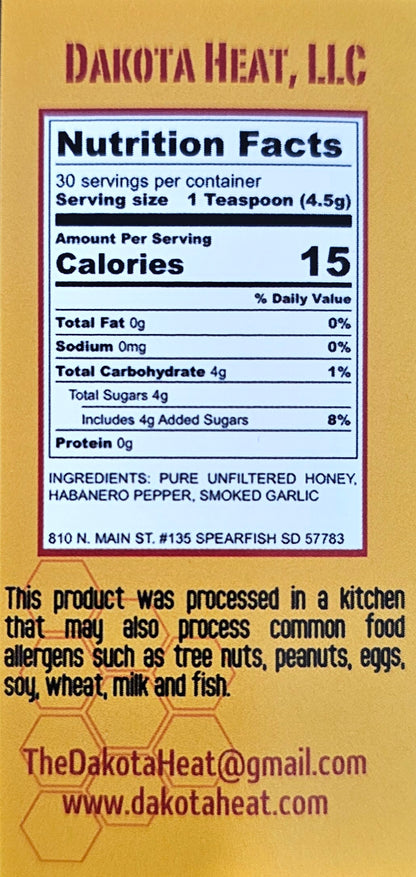 DAKOTA HEAT, LLC
Nutrition Facts
30 servings per container
Serving size 1 Teaspoon (4.5g)
Amount Per Serving
Calories 15
% Daily Value
Total Fat 0g 0%
Sodium 0mg 0%
Total Carbohydrate 4g 1%
Total Sugars 4g
Includes 4g Added Sugars 8%
Protein 0g
INGREDIENTS: PURE UNFILTERED HONEY,
HABANERO PEPPER, SMOKED GARLIC
810 N. MAIN ST. #135 SPEARFISH SD 57783
This product was processed in a kitchen
that may also process common food
allergens such as tree nuts, peanuts, eggs,
soy, wheat, milk and fish.
TheDakotaHeat@gmail.com
www.dakotaheat.com